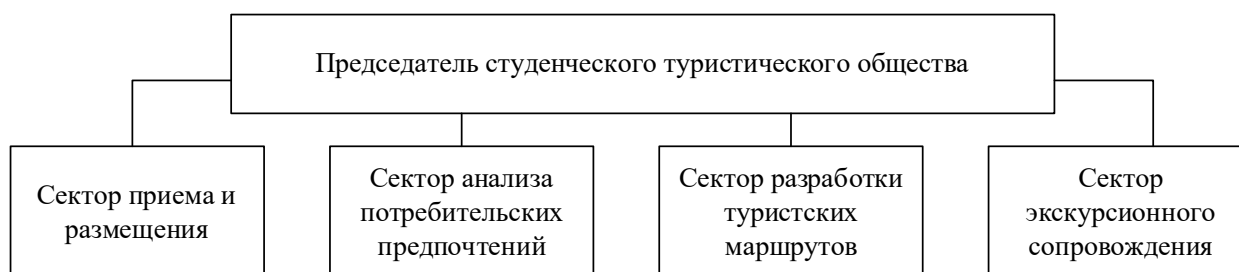 Председатель студенческого туристического общества
Сектор приема и
размещения
Сектор анализа
потребительских
предпочтений
Сектор разработки
туристских
маршрутов
Сектор
экскурсионного
сопровождения